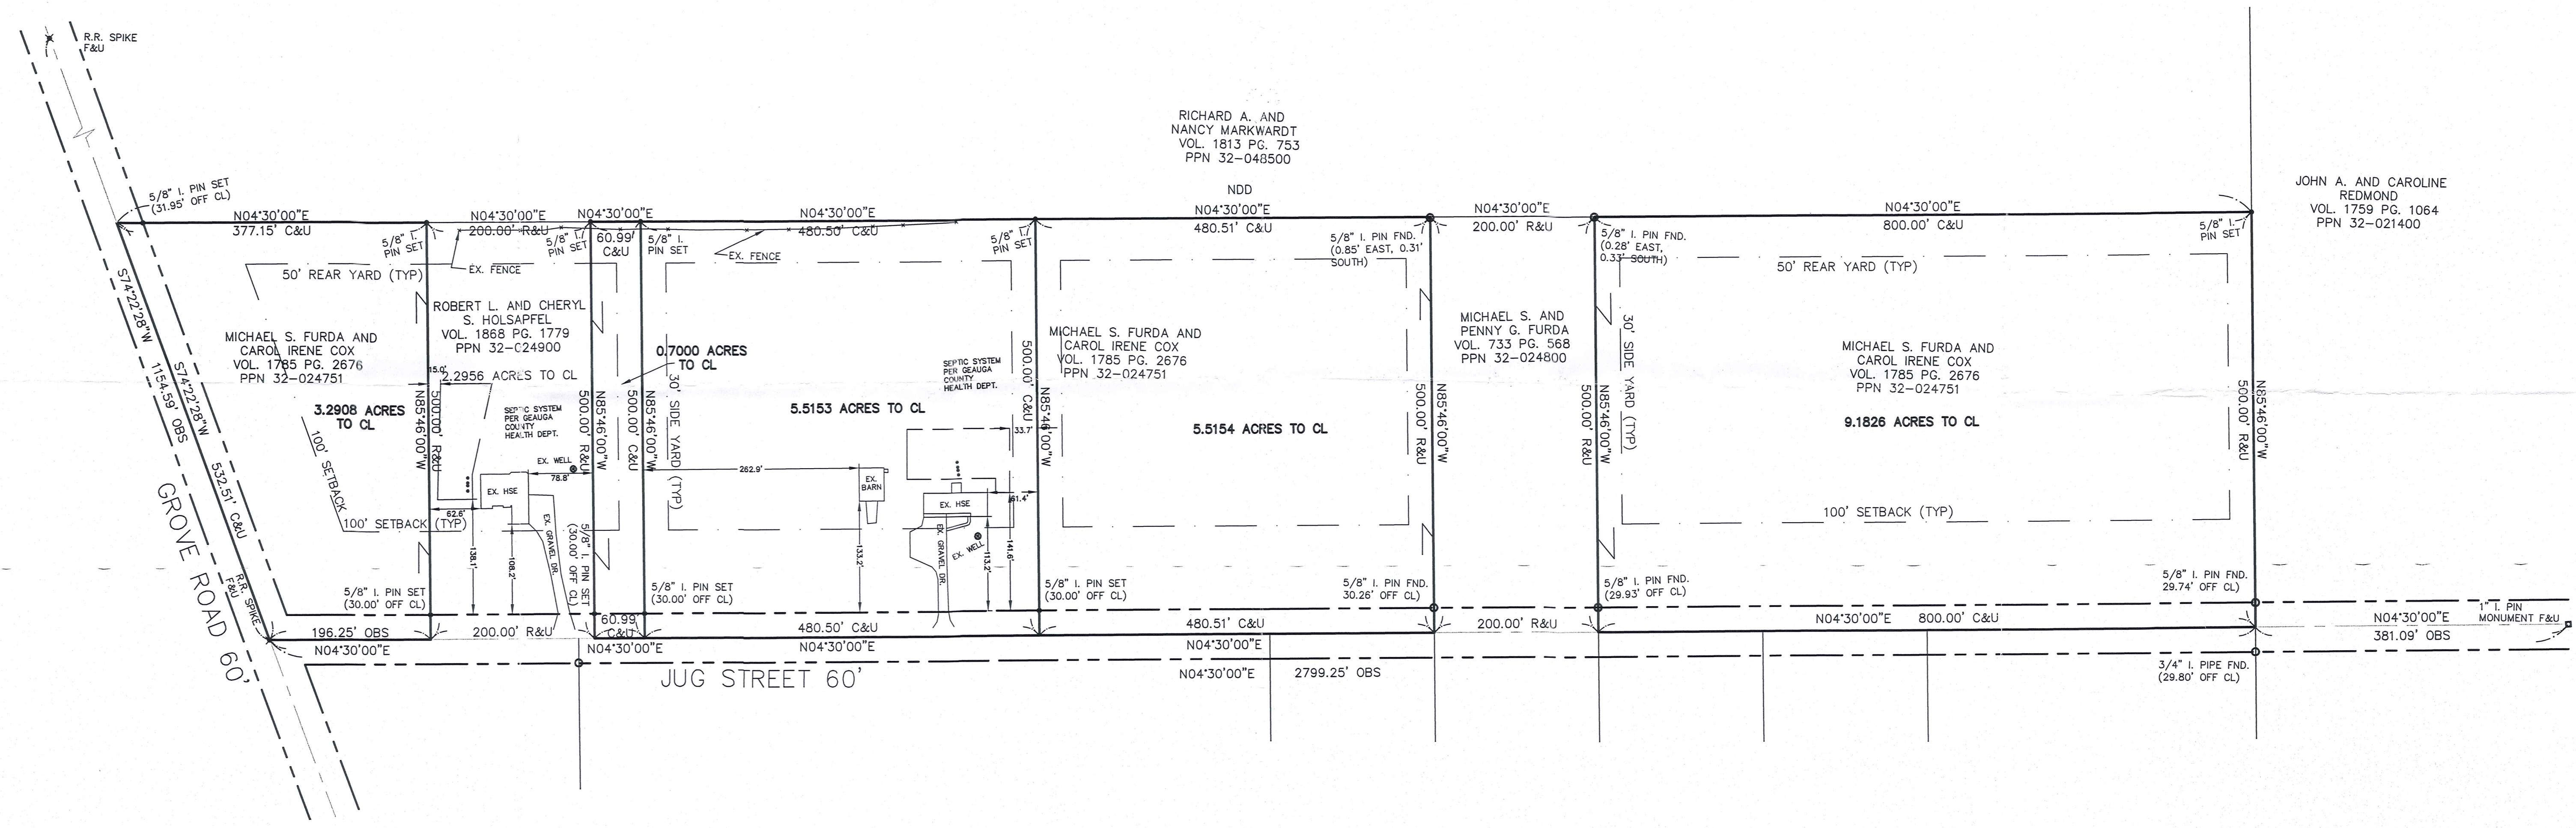 R.R. SPIKE
F&U
RICHARD A. AND
NANCY MARKWARDT
VOL. 1813 PG. 753
PPN 32-048500
NDD
JOHN A. AND CAROLINE
REDMOND
VOL. 1759 PG. 1064
PPN 32-021400
5/8" I. PIN SET
(31.95' OFF CL)
N04°30'00"E
377.15' C&U
N04°30'00"E
200.00' R&U
N04°30'00"E
60.99'
C&U
N04°30'00"E
480.50' C&U
N04°30'00"E
480.51' C&U
N04°30'00"E
200.00' R&U
N04°30'00"E
800.00' C&U
5/8" I.
PIN SET
5/8" I.
PIN SET
5/8" I.
PIN SET
5/8" I.
PIN SET
5/8" I. PIN FND.
(0.85' EAST, 0.31'
SOUTH)
5/8" I. PIN FND.
(0.28' EAST,
0.33' SOUTH)
5/8" I.
PIN SET
EX. FENCE
EX. FENCE
50' REAR YARD (TYP)
50' REAR YARD (TYP)
S74°22'28"W
1154.59' OBS
S74°22'28"W
532.51' C&U
MICHAEL S. FURDA AND
CAROL IRENE COX
VOL. 1785 PG. 2676
PPN 32-024751
3.2908 ACRES
TO CL
100' SETBACK
100' SETBACK (TYP)
ROBERT L. AND CHERYL
S. HOLSAPFEL
VOL. 1868 PG. 1779
PPN 32-024900
2.2956 ACRES TO CL
15.0'
N85°46'00"W
500.00' R&U
SEPTIC SYSTEM
PER GEAUGA
COUNTY
HEALTH DEPT.
EX. WELL
78.8'
EX. HSE
62.6'
138.1'
108.2'
EX. GRAVEL DR.
500.00' R&U
N85°46'00"W
5/8" I. PIN SET
(30.00' OFF CL)
0.7000 ACRES
TO CL
500.00' C&U
N85°46'00"W
30' SIDE YARD (TYP)
5.5153 ACRES TO CL
262.9'
EX.
BARN
133.2'
SEPTIC SYSTEM
PER GEAUGA
COUNTY
HEALTH DEPT.
33.7'
61.4'
EX. HSE
EX. GRAVEL DR.
EX. WELL
113.2'
141.6'
500.00' C&U
N85°46'00"W
MICHAEL S. FURDA AND
CAROL IRENE COX
VOL. 1785 PG. 2676
PPN 32-024751
5.5154 ACRES TO CL
500.00' R&U
N85°46'00"W
MICHAEL S. AND
PENNY G. FURDA
VOL. 733 PG. 568
PPN 32-024800
500.00' R&U
N85°46'00"W
30' SIDE YARD (TYP)
MICHAEL S. FURDA AND
CAROL IRENE COX
VOL. 1785 PG. 2676
PPN 32-024751
9.1826 ACRES TO CL
100' SETBACK (TYP)
500.00' R&U
N85°46'00"W
GROVE ROAD 60'
R.R. SPIKE
F&U
5/8" I. PIN SET
(30.00' OFF CL)
5/8" I. PIN SET
(30.00' OFF CL)
5/8" I. PIN SET
(30.00' OFF CL)
5/8" I. PIN FND.
30.26' OFF CL)
5/8" I. PIN FND.
(29.93' OFF CL)
5/8" I. PIN FND.
29.74' OFF CL)
196.25' OBS
N04°30'00"E
200.00' R&U
60.99'
C&U
N04°30'00"E
480.50' C&U
N04°30'00"E
480.51' C&U
N04°30'00"E
200.00' R&U
N04°30'00"E 800.00' C&U
N04°30'00"E
381.09' OBS
1" I. PIN
MONUMENT F&U
JUG STREET 60'
N04°30'00"E 2799.25' OBS
3/4" I. PIPE FND.
(29.80' OFF CL)